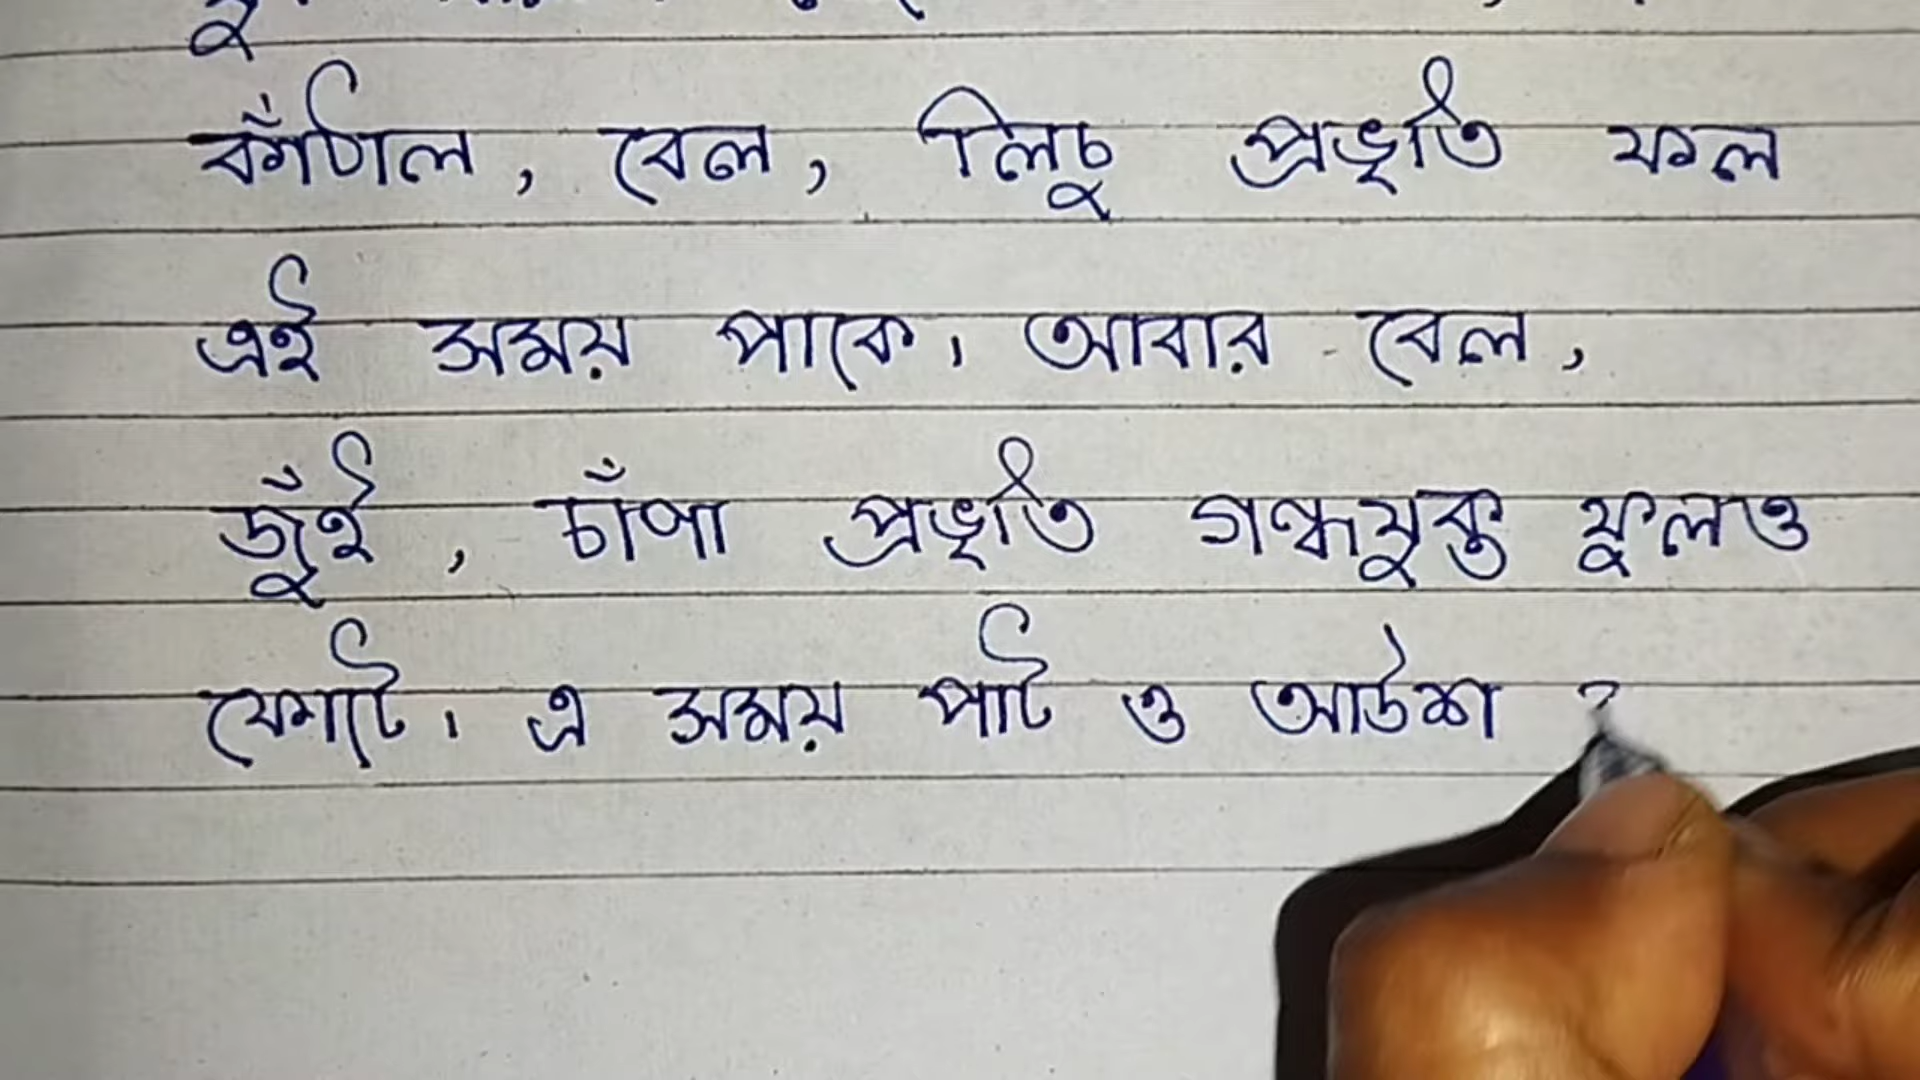 কাঁঠাল, বেল, লিচু প্রভৃতি ফল
এই সময় পাকে। আবার বেল,
জুঁই, চাঁপা প্রভৃতি গন্ধযুক্ত ফুলও
ফোটে। এ সময় পাট ও আউশ